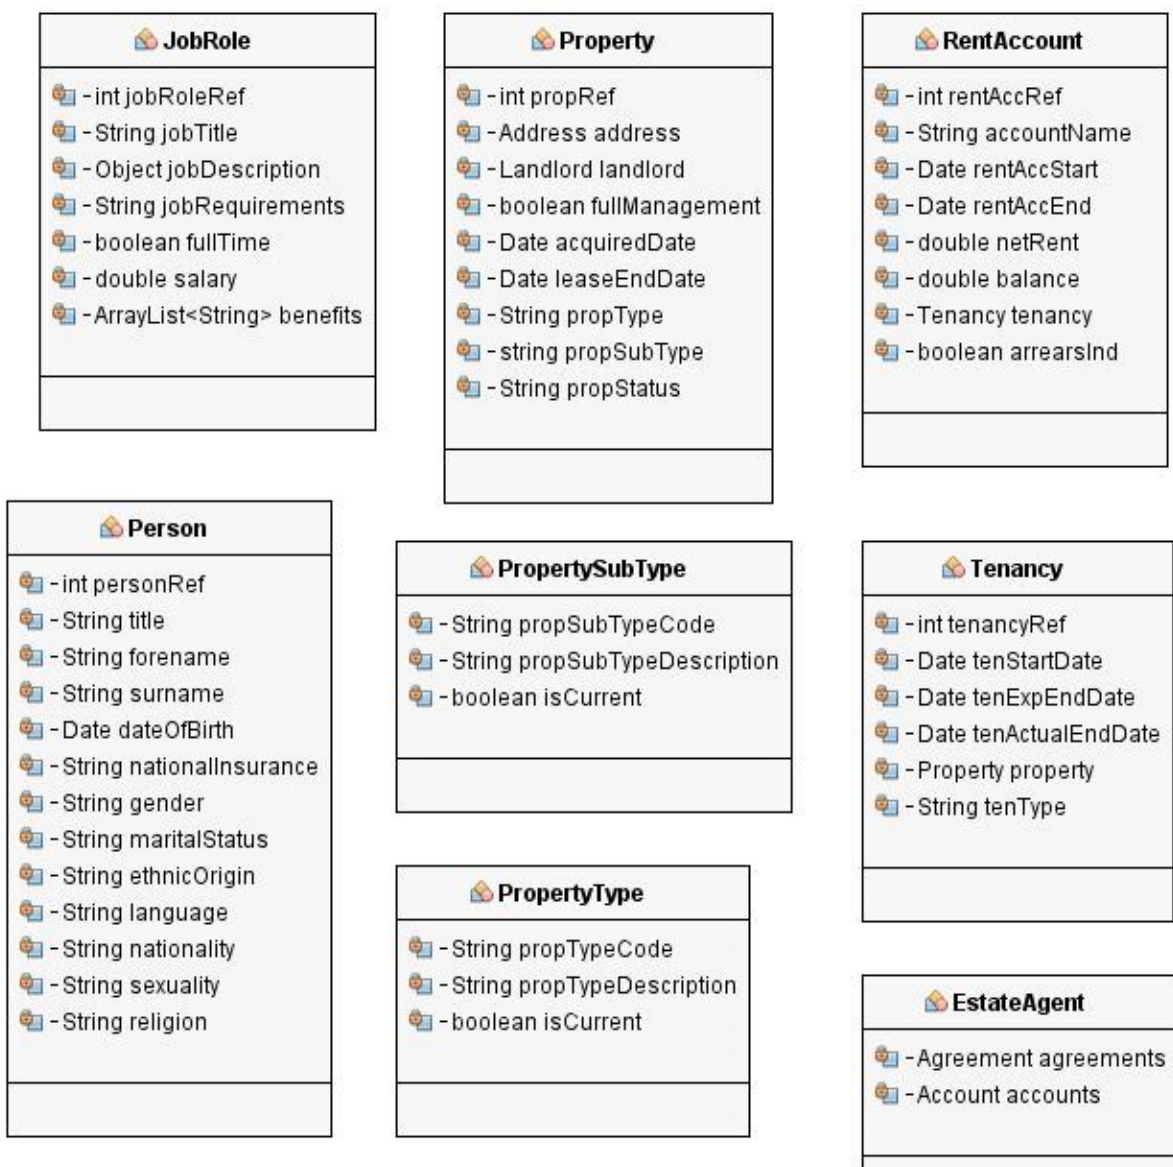 JobRole
-int jobRoleRef
-String jobTitle
-Object jobDescription
-String jobRequirements
-boolean fullTime
-double salary
-ArrayList<String> benefits
Property
-int propRef
-Address address
-Landlord landlord
-boolean fullManagement
-Date acquiredDate
-Date leaseEndDate
-String propType
-string propSubType
-String propStatus
RentAccount
-int rentAccRef
-String accountName
-Date rentAccStart
-Date rentAccEnd
-double netRent
-double balance
-Tenancy tenancy
-boolean arrearsInd
Person
-int personRef
-String title
-String forename
-String surname
-Date dateOfBirth
-String nationalInsurance
-String gender
-String maritalStatus
-String ethnicOrigin
-String language
-String nationality
-String sexuality
-String religion
PropertySubType
-String propSubTypeCode
-String propSubTypeDescription
-boolean isCurrent
Tenancy
-int tenancyRef
-Date tenStartDate
-Date tenExpEndDate
-Date tenActualEndDate
-Property property
-String tenType
PropertyType
-String propTypeCode
-String propTypeDescription
-boolean isCurrent
EstateAgent
-Agreement agreements
-Account accounts